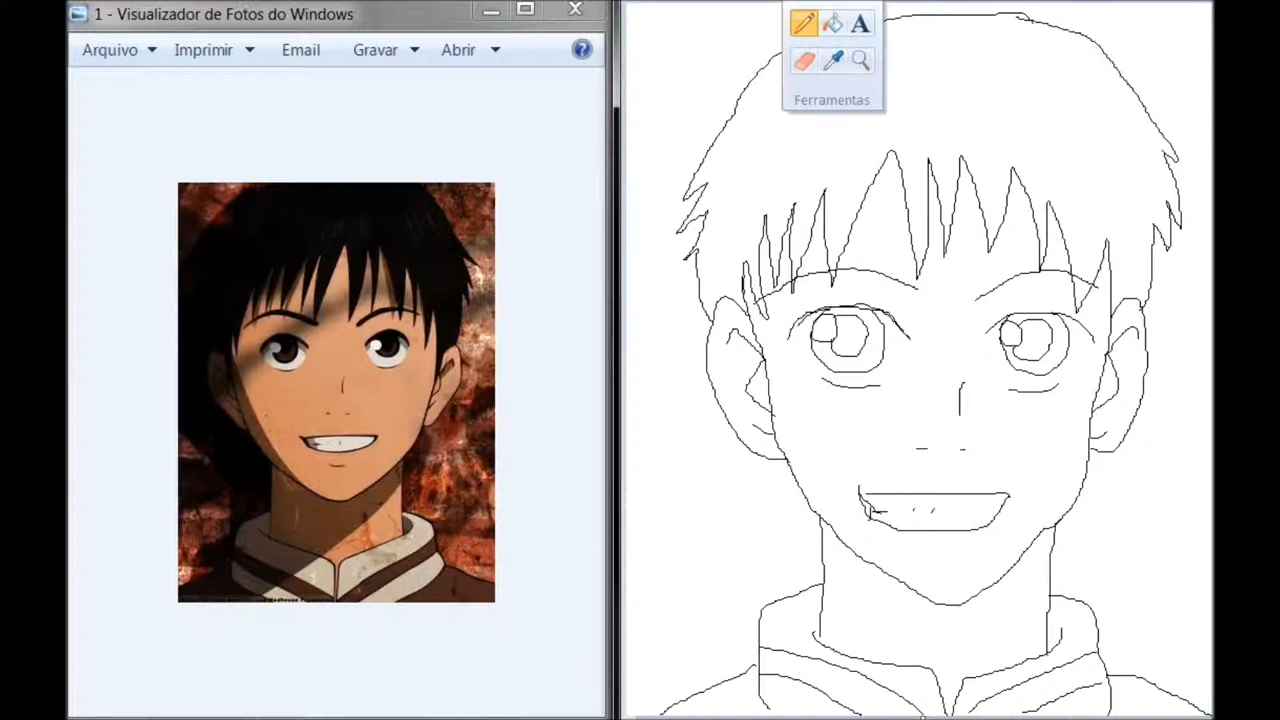 1 - Visualizador de Fotos do Windows
Arquivo Imprimir Email Gravar Abrir
A
Ferramentas